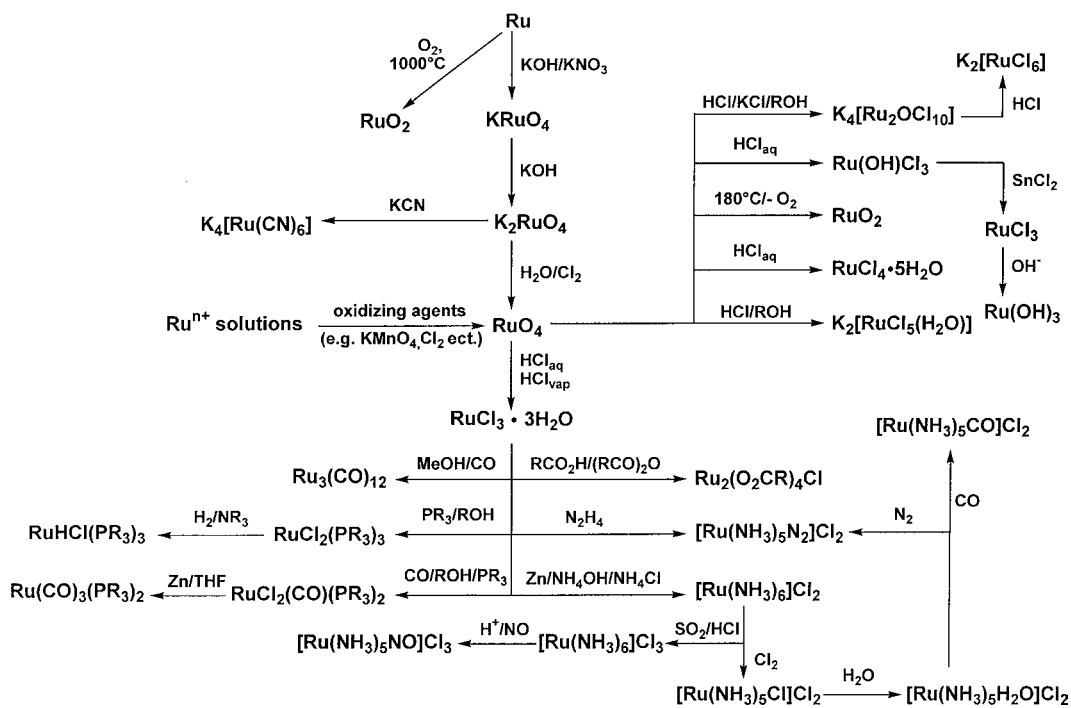 Ru
O₂,
1000°C
KOH/KNO₃
RuO₂
KRuO₄
KOH
KCN
K₄[Ru(CN)₆]
K₂RuO₄
H₂O/Cl₂
Ruⁿ⁺ solutions
oxidizing agents
(e.g. KMnO₄,Cl₂ ect.)
RuO₄
HCl/KCl/ROH
K₄[Ru₂OCl₁₀]
HCl
K₂[RuCl₆]
HClaq
Ru(OH)Cl₃
SnCl₂
180°C/- O₂
RuO₂
RuCl₃
HClaq
RuCl₄•5H₂O
OH⁻
HCl/ROH
K₂[RuCl₅(H₂O)]
Ru(OH)₃
HClaq
HClvap
RuCl₃ • 3H₂O
[Ru(NH₃)₅CO]Cl₂
Ru₃(CO)₁₂
MeOH/CO
RCO₂H/(RCO)₂O
Ru₂(O₂CR)₄Cl
CO
RuHCl(PR₃)₃
H₂/NR₃
RuCl₂(PR₃)₃
PR₃/ROH
N₂H₄
[Ru(NH₃)₅N₂]Cl₂
N₂
Ru(CO)₃(PR₃)₂
Zn/THF
RuCl₂(CO)(PR₃)₂
CO/ROH/PR₃
Zn/NH₄OH/NH₄Cl
[Ru(NH₃)₆]Cl₂
[Ru(NH₃)₅NO]Cl₃
H⁺/NO
[Ru(NH₃)₆]Cl₃
SO₂/HCl
Cl₂
[Ru(NH₃)₅Cl]Cl₂
H₂O
[Ru(NH₃)₅H₂O]Cl₂